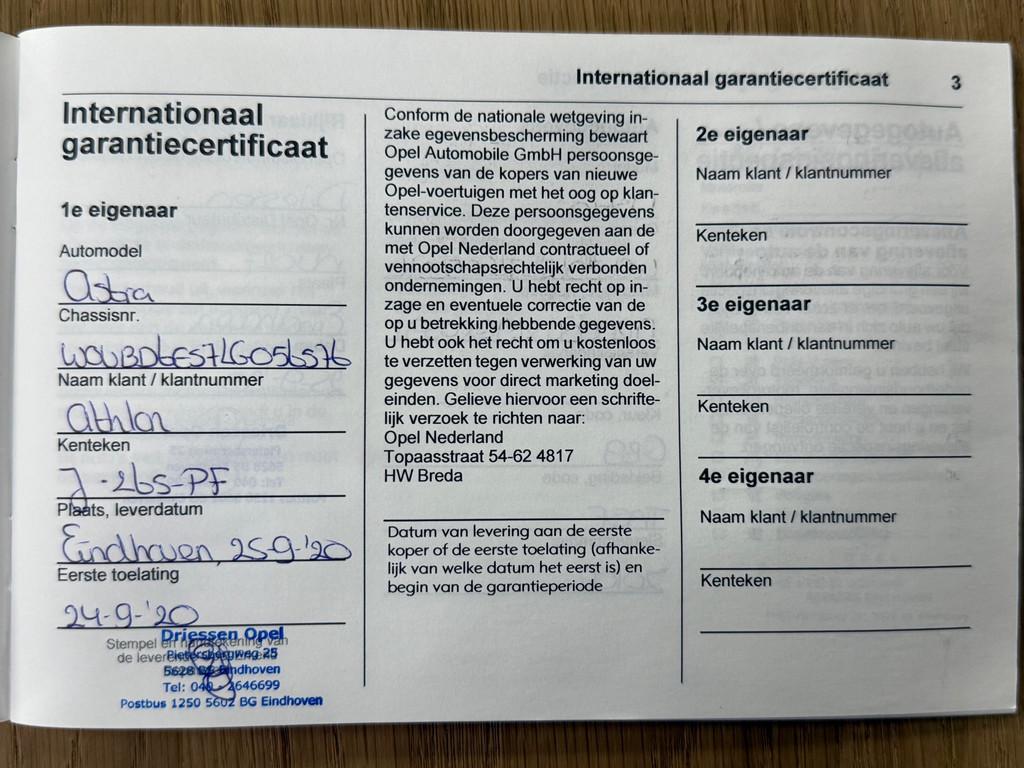 Internationaal garantiecertificaat 3
Internationaal
garantiecertificaat
1e eigenaar
Automodel
Astra
Chassisnr.
W0VBD6ES7LG056576
Naam klant / klantnummer
Athlon
Kenteken
J-265-PF
Plaats, leverdatum
Eindhoven, 25-9-'20
Eerste toelating
24-9-'20
Stempel en handtekening van
de leverende
Driessen Opel
Pietersbergweg 25
5628 BS Eindhoven
Tel: 040 - 2646699
Postbus 1250 5602 BG Eindhoven
Conform de nationale wetgeving in-
zake egevensbescherming bewaart
Opel Automobile GmbH persoonsge-
gevens van de kopers van nieuwe
Opel-voertuigen met het oog op klan-
tenservice. Deze persoonsgegevens
kunnen worden doorgegeven aan de
met Opel Nederland contractueel of
vennootschapsrechtelijk verbonden
ondernemingen. U hebt recht op in-
zage en eventuele correctie van de
op u betrekking hebbende gegevens.
U hebt ook het recht om u kostenloos
te verzetten tegen verwerking van uw
gegevens voor direct marketing doel-
einden. Gelieve hiervoor een schrifte-
lijk verzoek te richten naar:
Opel Nederland
Topaasstraat 54-62 4817
HW Breda
Datum van levering aan de eerste
koper of de eerste toelating (afhanke-
lijk van welke datum het eerst is) en
begin van de garantieperiode
2e eigenaar
Naam klant / klantnummer
Kenteken
3e eigenaar
Naam klant / klantnummer
Kenteken
4e eigenaar
Naam klant / klantnummer
Kenteken